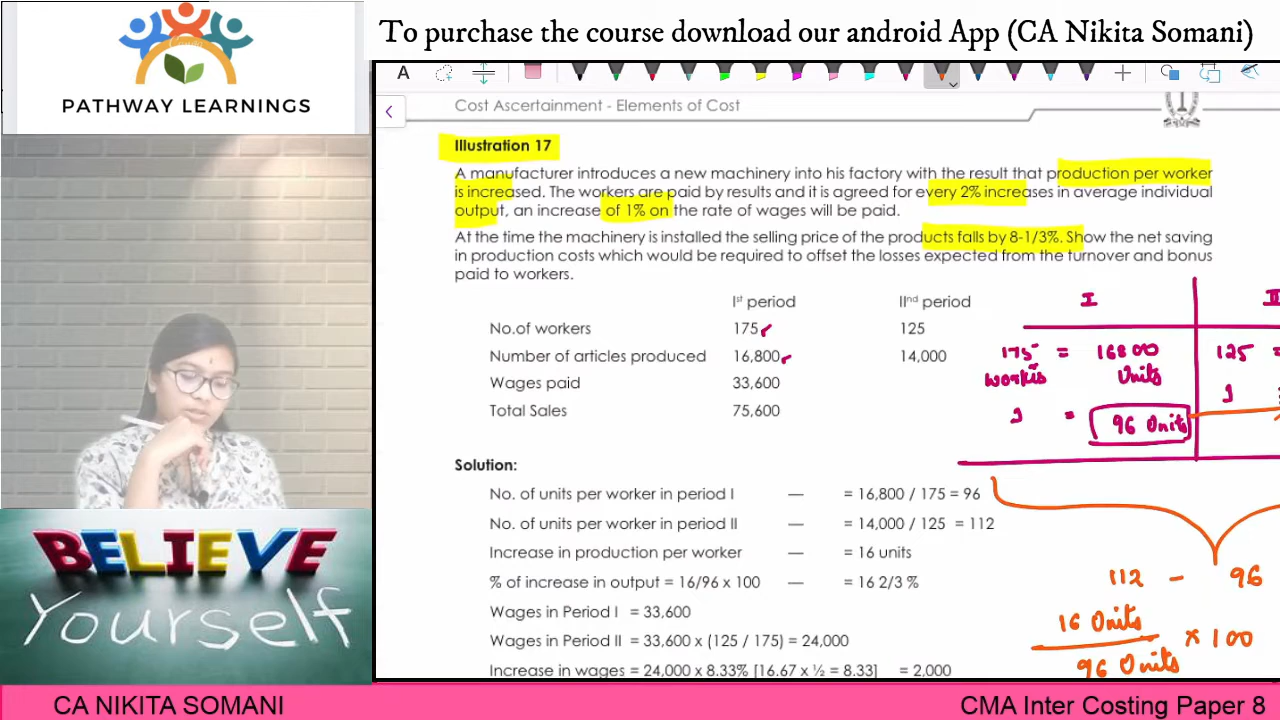 To purchase the course download our android App (CA Nikita Somani)
PATHWAY LEARNINGS
A
Cost Ascertainment - Elements of Cost
Illustration 17
A manufacturer introduces a new machinery into his factory with the result that production per worker
is increased. The workers are paid by results and it is agreed for every 2% increases in average individual
output, an increase of 1% on the rate of wages will be paid.
At the time the machinery is installed the selling price of the products falls by 8-1/3%. Show the net saving
in production costs which would be required to offset the losses expected from the turnover and bonus
paid to workers.
Ist period IInd period
No.of workers 175 125
Number of articles produced 16,800 14,000
Wages paid 33,600
Total Sales 75,600
I II
175 = 16800 125 =
workers Units
1 = 96 Units 1
Solution:
No. of units per worker in period I — = 16,800 / 175 = 96
No. of units per worker in period II — = 14,000 / 125 = 112
Increase in production per worker — = 16 units
% of increase in output = 16/96 x 100 — = 16 2/3 %
Wages in Period I = 33,600
Wages in Period II = 33,600 x (125 / 175) = 24,000
Increase in wages = 24,000 x 8.33% [16.67 x ½ = 8.33] = 2,000
112 - 96
16 Units × 100
96 Units
BELIEVE
Yourself
CA NIKITA SOMANI
CMA Inter Costing Paper 8